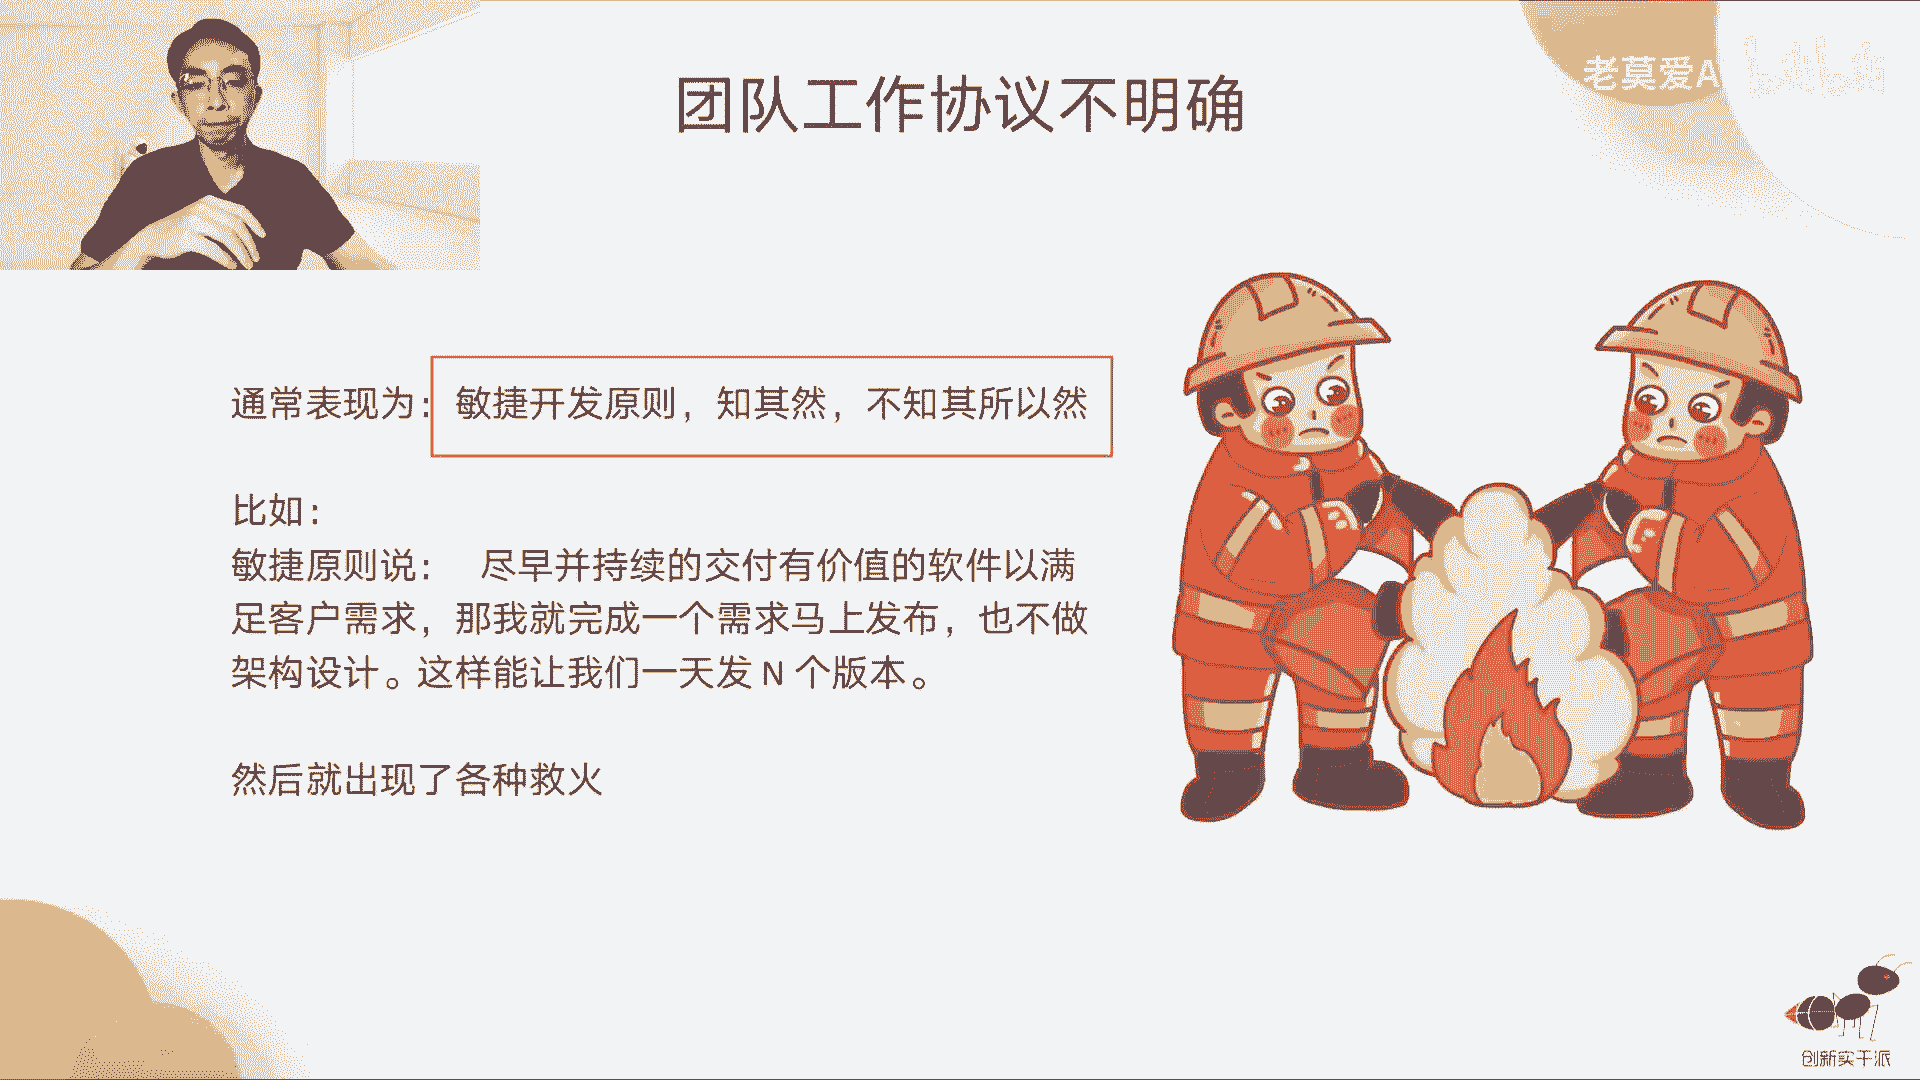 团队工作协议不明确
老莫爱A
bilibili
通常表现为：敏捷开发原则，知其然，不知其所以然
比如：
敏捷原则说： 尽早并持续的交付有价值的软件以满
足客户需求，那我就完成一个需求马上发布，也不做
架构设计。这样能让我们一天发 N 个版本。
然后就出现了各种救火
创新实干派